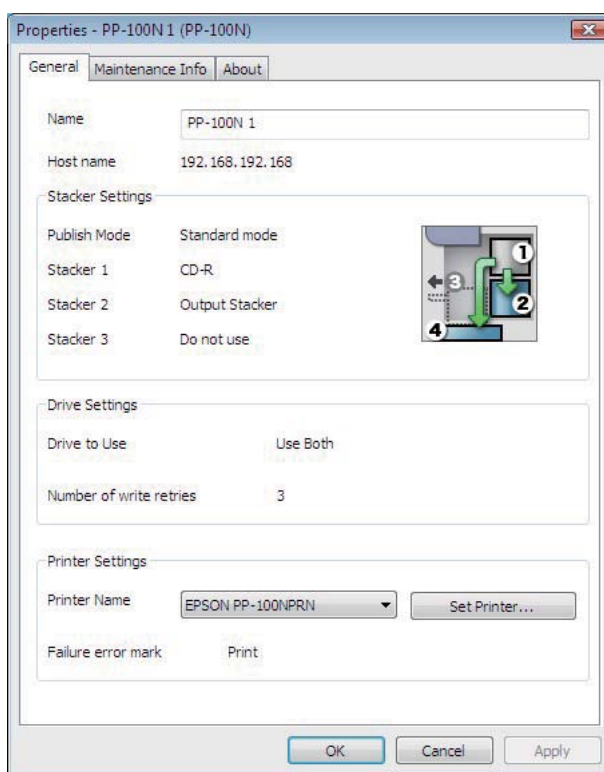 Properties - PP-100N 1 (PP-100N)
General Maintenance Info About
Name PP-100N 1
Host name 192.168.192.168
Stacker Settings
Publish Mode Standard mode
Stacker 1 CD-R
Stacker 2 Output Stacker
Stacker 3 Do not use
1
3
2
4
Drive Settings
Drive to Use Use Both
Number of write retries 3
Printer Settings
Printer Name EPSON PP-100NPRN Set Printer...
Failure error mark Print
OK Cancel Apply